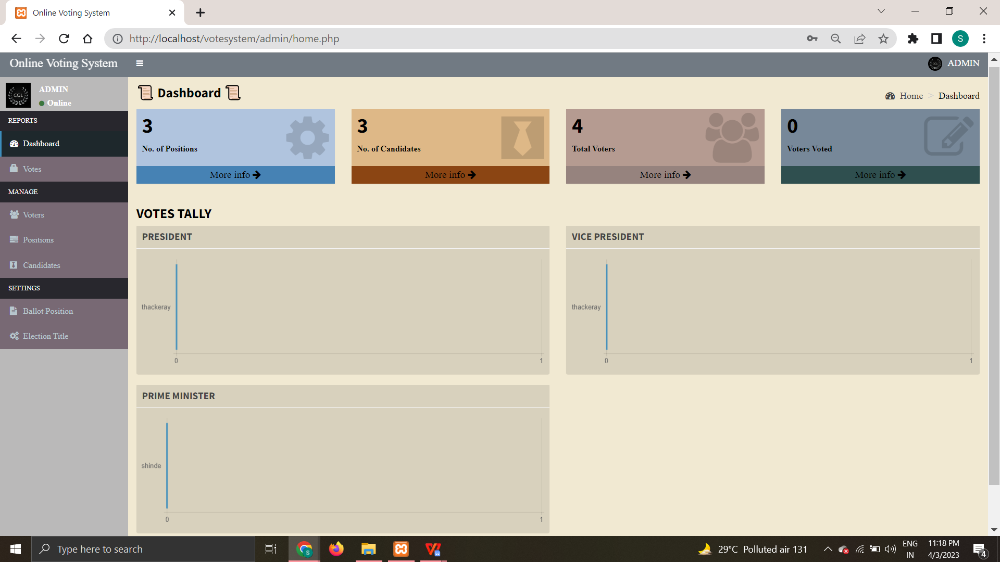 Online Voting System
http://localhost/votesystem/admin/home.php
S
Online Voting System
ADMIN
CGL
ADMIN
Online
REPORTS
Dashboard
Votes
MANAGE
Voters
Positions
Candidates
SETTINGS
Ballot Position
Election Title
Dashboard
Home > Dashboard
3
No. of Positions
More info
3
No. of Candidates
More info
4
Total Voters
More info
0
Voters Voted
More info
VOTES TALLY
PRESIDENT
thackeray
0 1
VICE PRESIDENT
thackeray
0 1
PRIME MINISTER
shinde
0 1
Type here to search
29°C Polluted air 131
ENG
IN
11:18 PM
4/3/2023
4